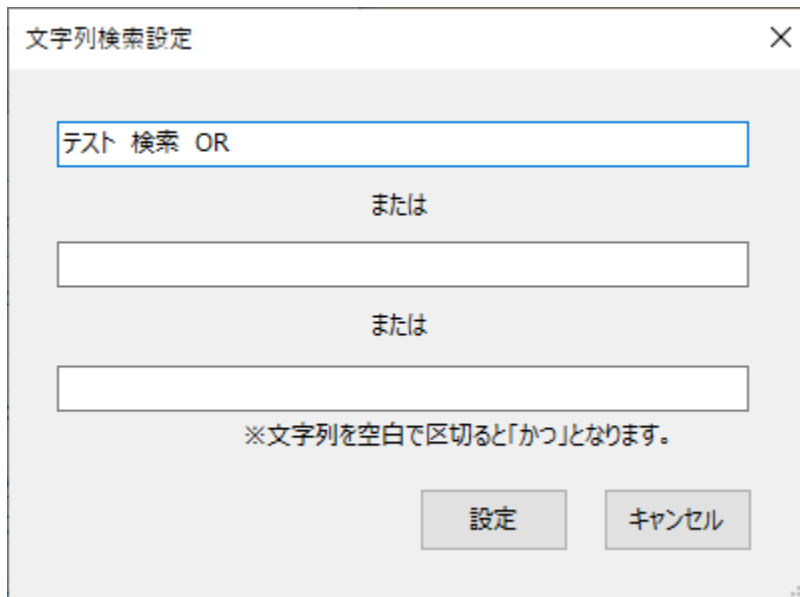 文字列検索設定
テスト 検索 OR
または
または
※文字列を空白で区切ると「かつ」となります。
設定
キャンセル